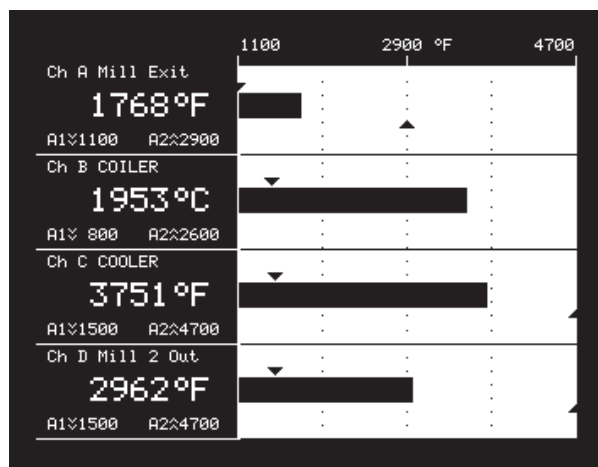 1100 2900 °F 4700
Ch A Mill Exit
1768°F
A1⩔1100 A2⩓2900
Ch B COILER
1953°C
A1⩔ 800 A2⩓2600
Ch C COOLER
3751°F
A1⩔1500 A2⩓4700
Ch D Mill 2 Out
2962°F
A1⩔1500 A2⩓4700